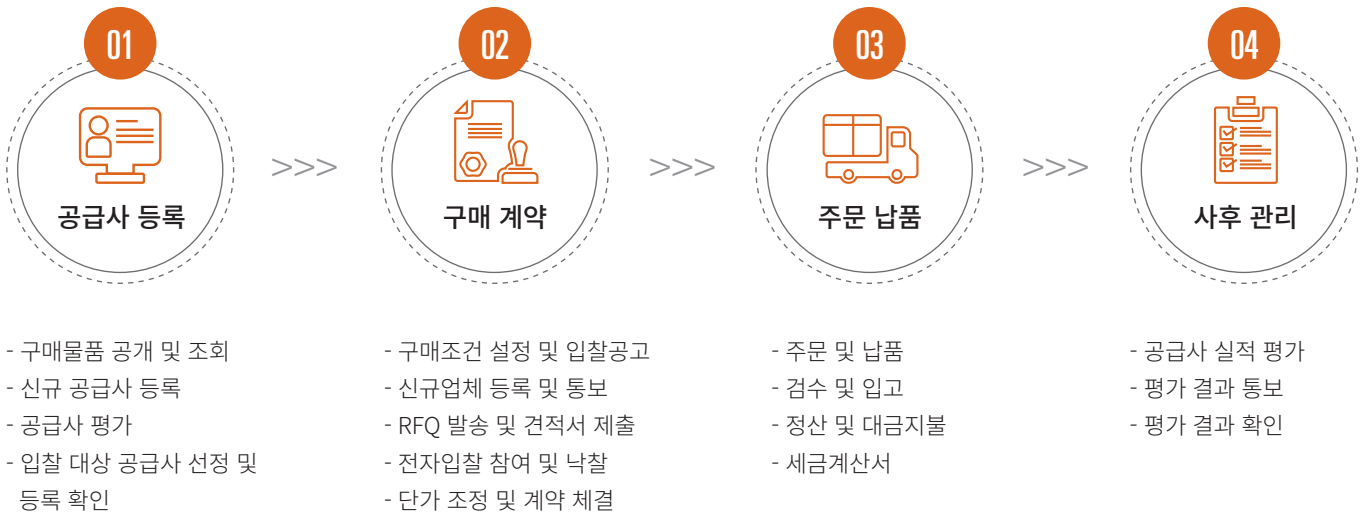 01
공급사 등록
- 구매물품 공개 및 조회
- 신규 공급사 등록
- 공급사 평가
- 입찰 대상 공급사 선정 및
등록 확인
>>>
02
구매 계약
- 구매조건 설정 및 입찰공고
- 신규업체 등록 및 통보
- RFQ 발송 및 견적서 제출
- 전자입찰 참여 및 낙찰
- 단가 조정 및 계약 체결
>>>
03
주문 납품
- 주문 및 납품
- 검수 및 입고
- 정산 및 대금지불
- 세금계산서
>>>
04
사후 관리
- 공급사 실적 평가
- 평가 결과 통보
- 평가 결과 확인